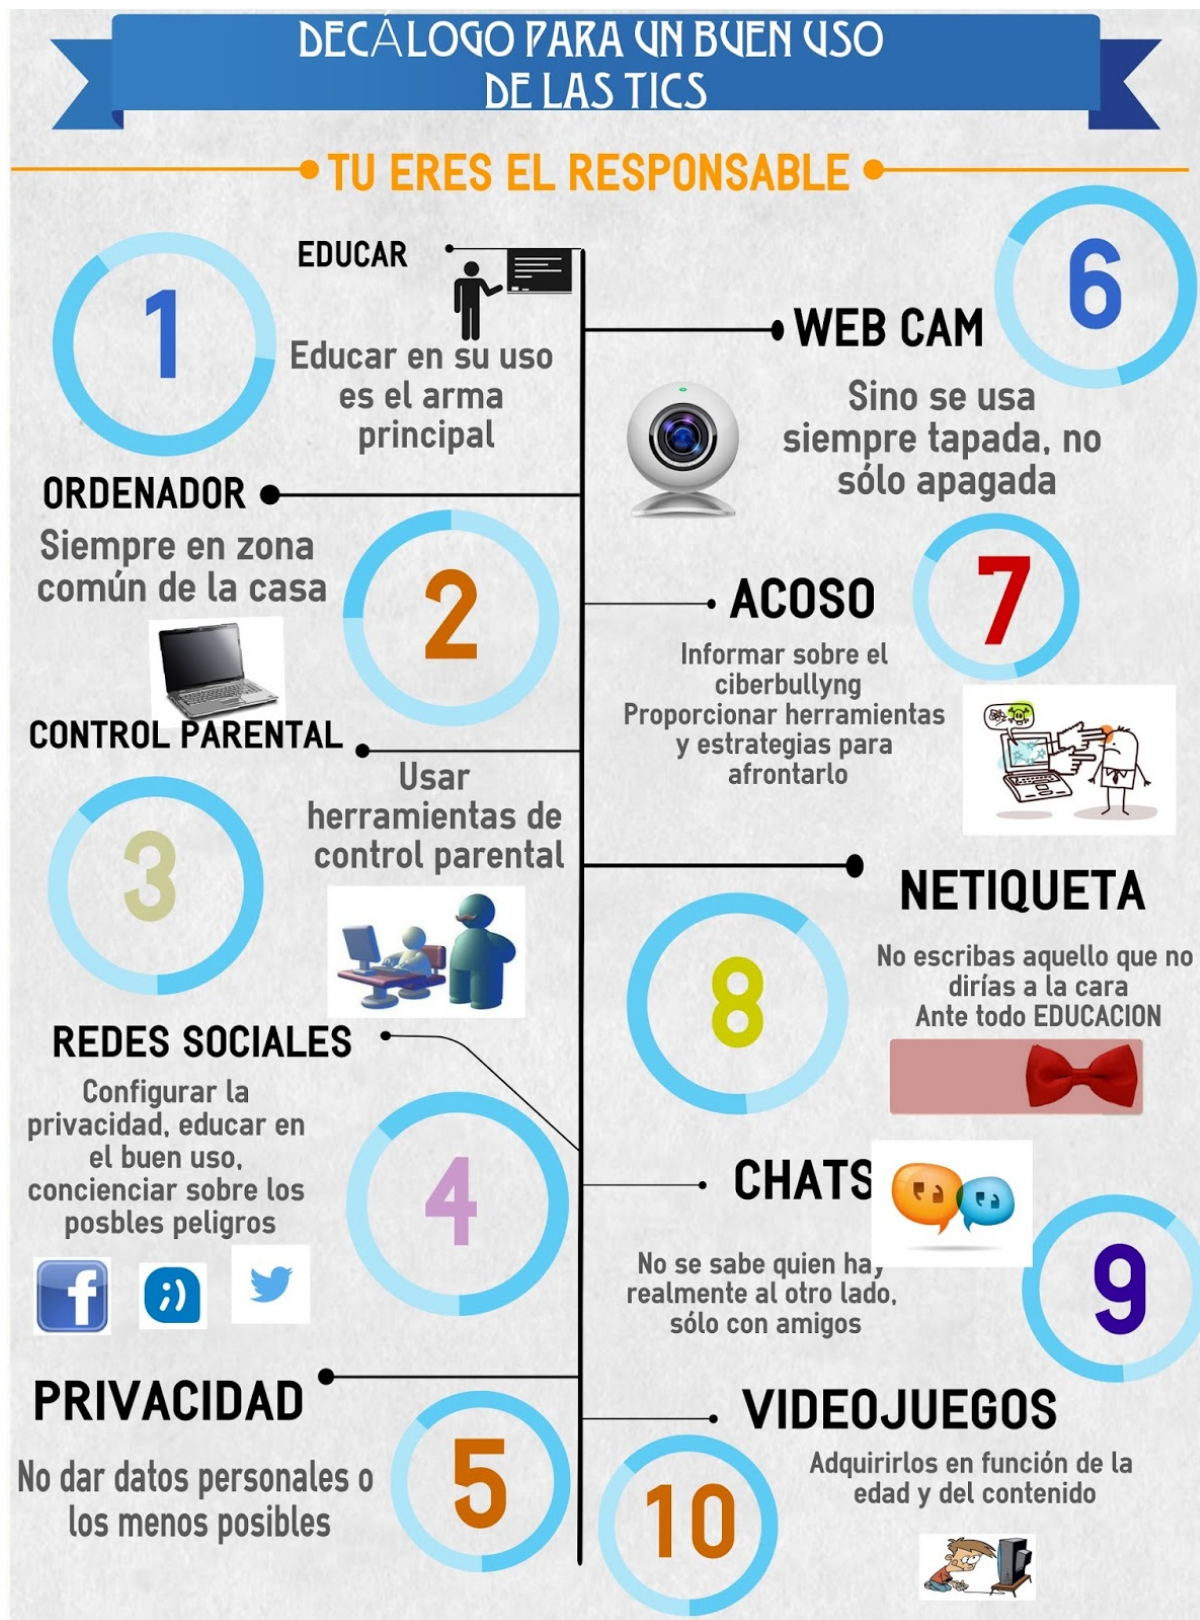 DECÁLOGO PARA UN BUEN USO
DE LAS TICS
TU ERES EL RESPONSABLE
1
EDUCAR
Educar en su uso
es el arma
principal
ORDENADOR
Siempre en zona
común de la casa
2
CONTROL PARENTAL
Usar
herramientas de
control parental
3
REDES SOCIALES
Configurar la
privacidad, educar en
el buen uso,
concienciar sobre los
posbles peligros
4
f
;)
PRIVACIDAD
No dar datos personales o
los menos posibles
5
6
WEB CAM
Sino se usa
siempre tapada, no
sólo apagada
7
ACOSO
Informar sobre el
ciberbullyng
Proporcionar herramientas
y estrategias para
afrontarlo
NETIQUETA
8
No escribas aquello que no
dirías a la cara
Ante todo EDUCACION
CHATS
No se sabe quien hay
realmente al otro lado,
sólo con amigos
9
VIDEOJUEGOS
Adquirirlos en función de la
edad y del contenido
10